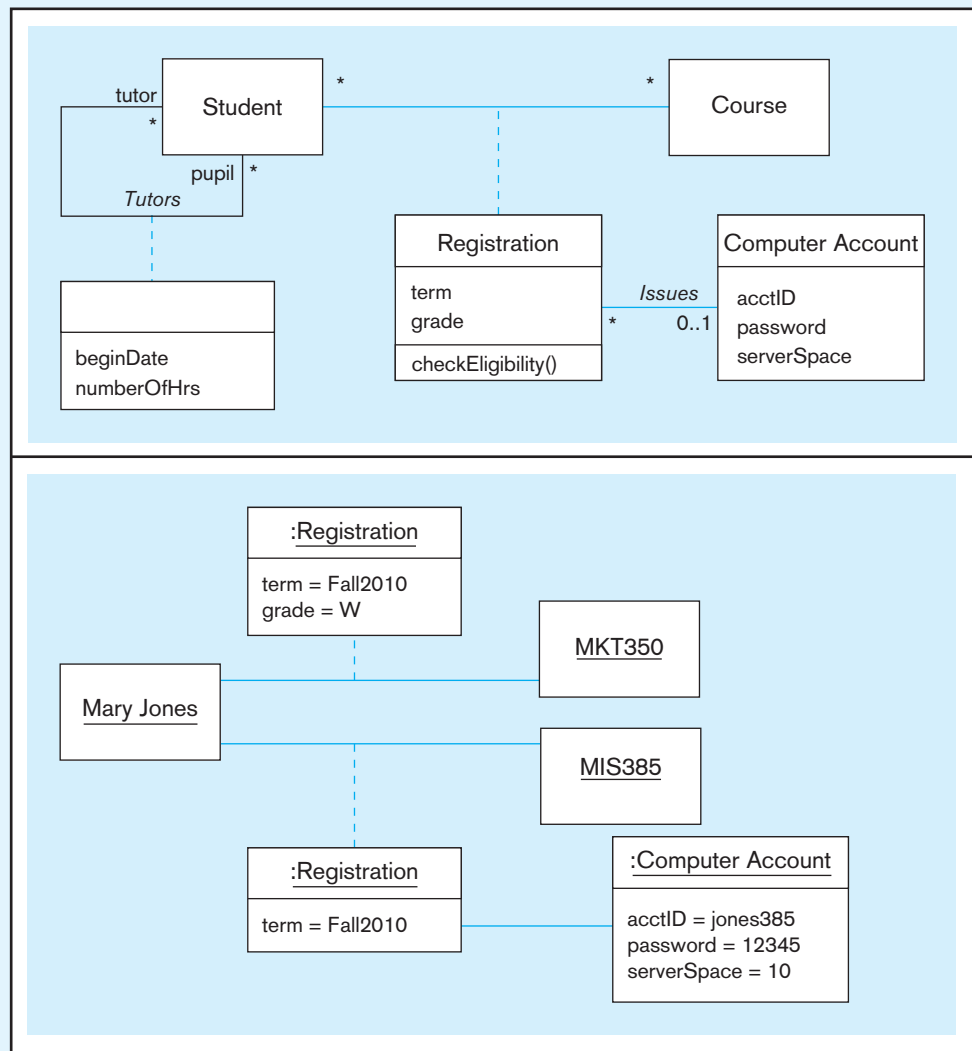 Student
Course
tutor
*
*
*
pupil
*
Tutors
beginDate
numberOfHrs
Registration
term
grade
checkEligibility()
Issues
*
0..1
Computer Account
acctID
password
serverSpace
:Registration
term = Fall2010
grade = W
MKT350
Mary Jones
MIS385
:Registration
term = Fall2010
:Computer Account
acctID = jones385
password = 12345
serverSpace = 10